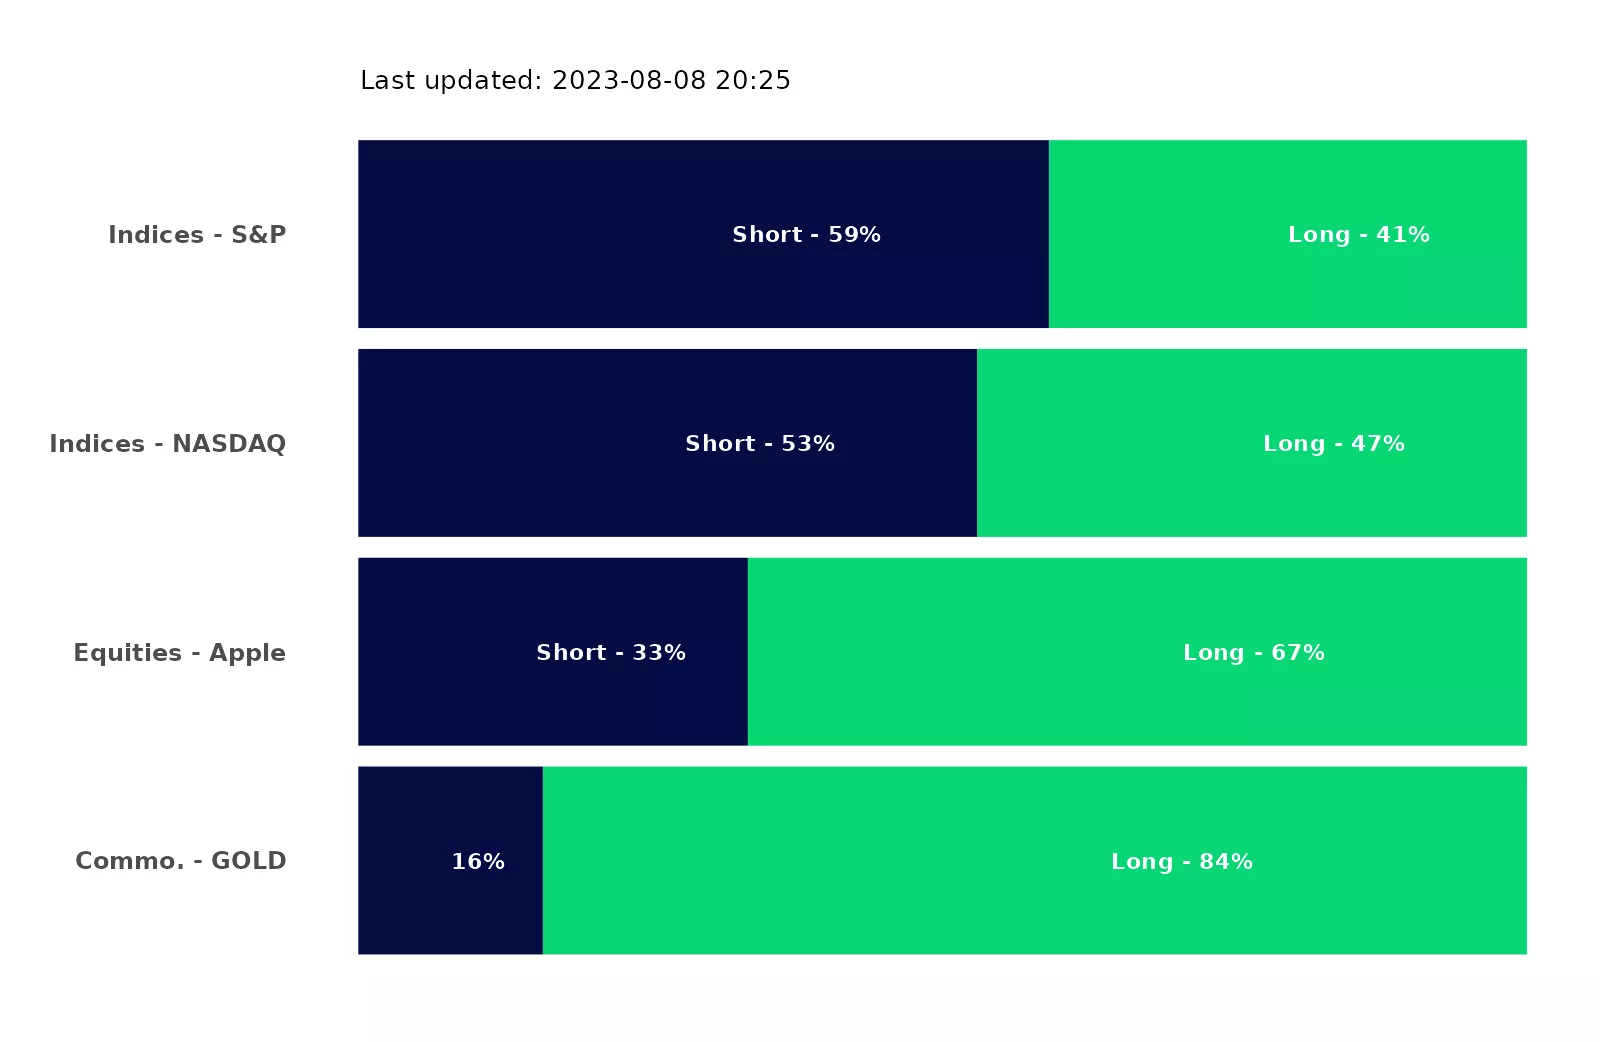 Last updated: 2023-08-08 20:25
Indices - S&P
Short - 59%
Long - 41%
Indices - NASDAQ
Short - 53%
Long - 47%
Equities - Apple
Short - 33%
Long - 67%
Commo. - GOLD
16%
Long - 84%